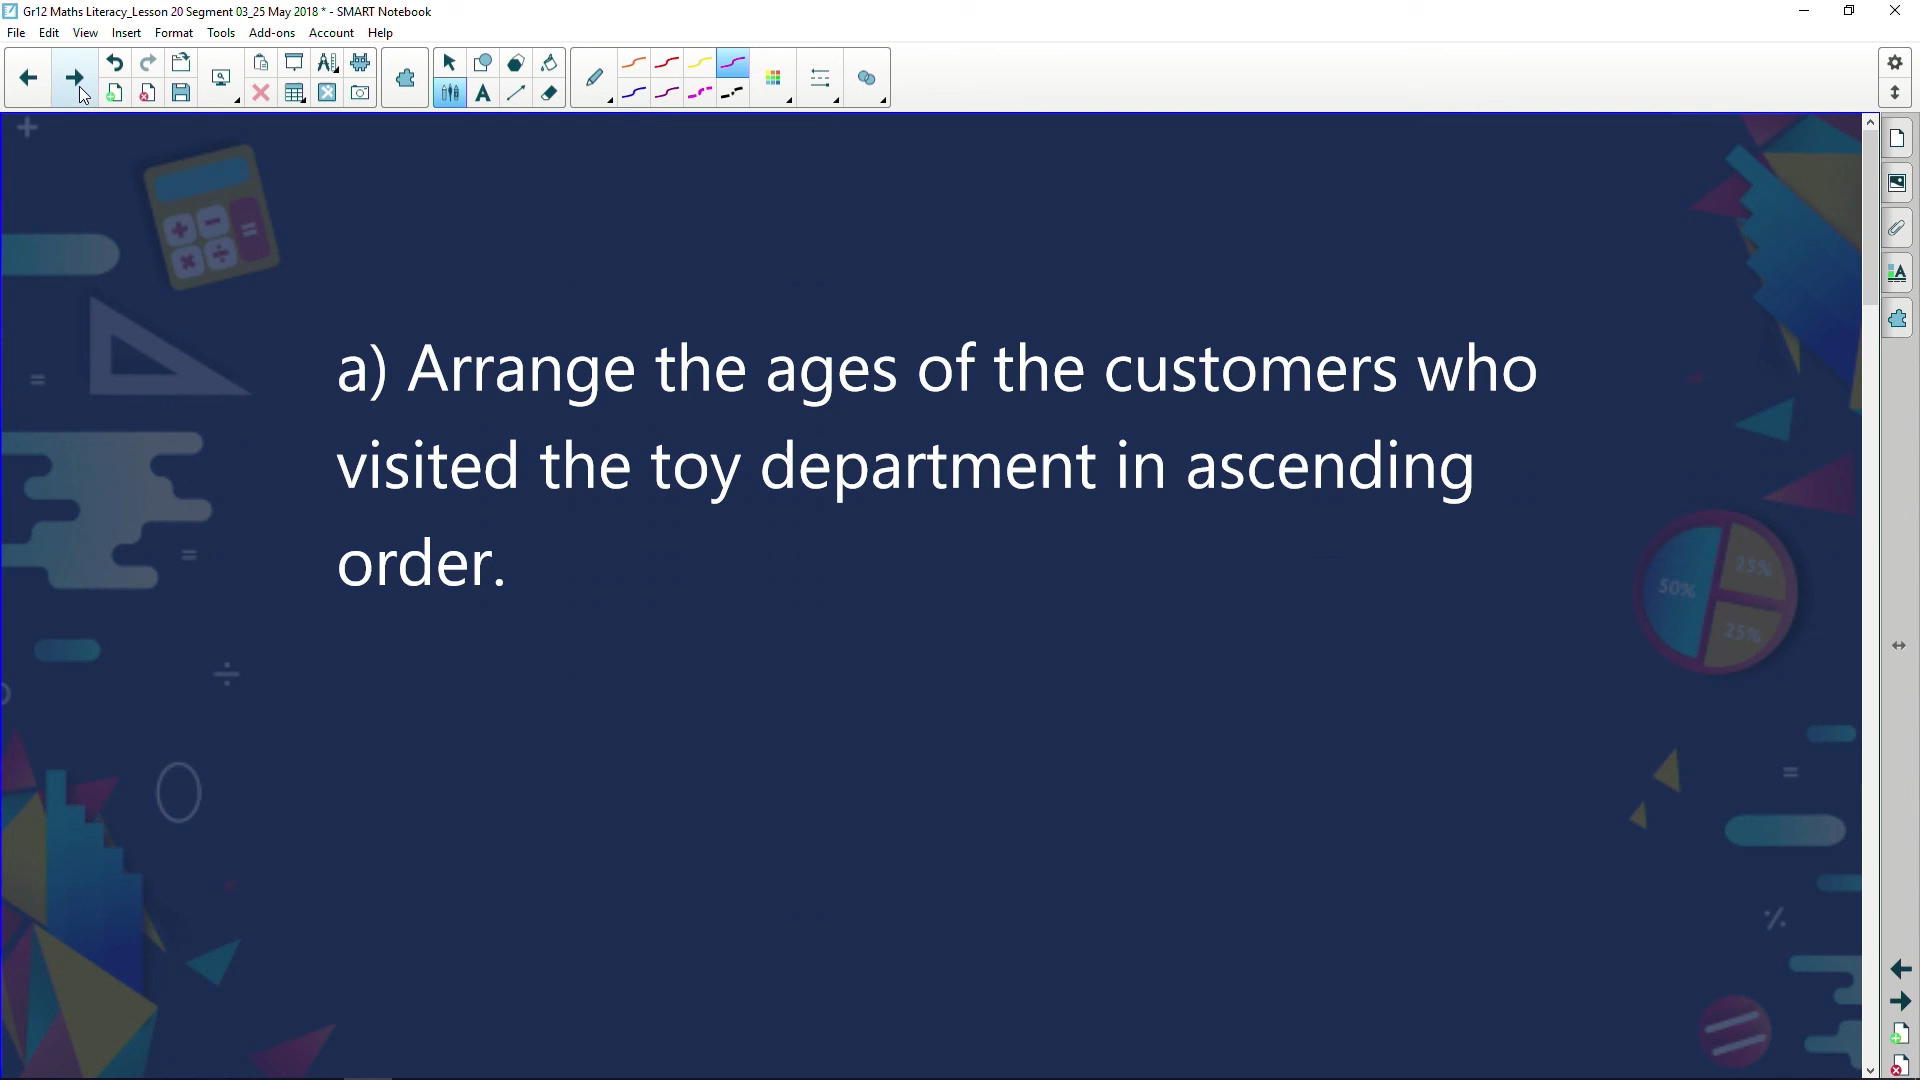 Gr12 Maths Literacy_Lesson 20 Segment 03_25 May 2018 * - SMART Notebook
File Edit View Insert Format Tools Add-ons Account Help
a) Arrange the ages of the customers who
visited the toy department in ascending
order.
50%
25%
25%